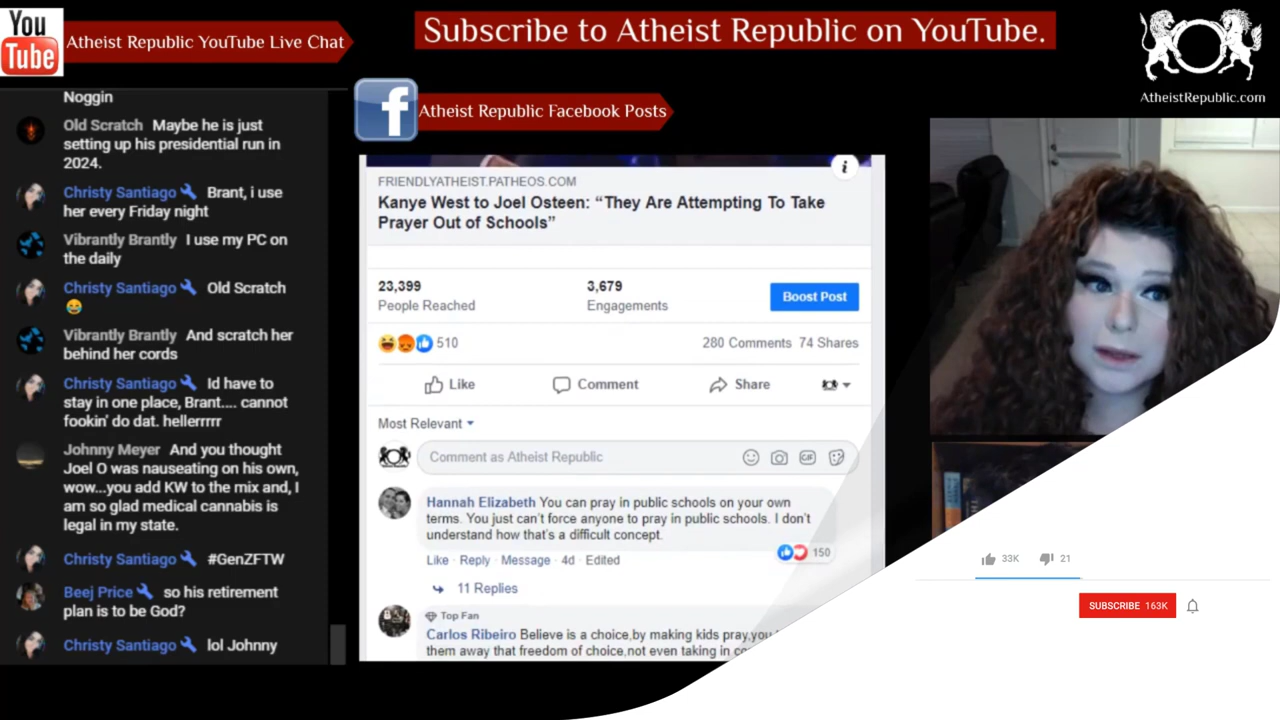 You
Tube
Atheist Republic YouTube Live Chat
Subscribe to Atheist Republic on YouTube.
AtheistRepublic.com
Noggin
Old Scratch Maybe he is just
setting up his presidential run in
2024.
Christy Santiago Brant, i use
her every Friday night
Vibrantly Brantly I use my PC on
the daily
Christy Santiago Old Scratch
😂
Vibrantly Brantly And scratch her
behind her cords
Christy Santiago Id have to
stay in one place, Brant.... cannot
fookin' do dat. hellerrrrr
Johnny Meyer And you thought
Joel O was nauseating on his own,
wow...you add KW to the mix and, I
am so glad medical cannabis is
legal in my state.
Christy Santiago #GenZFTW
Beej Price so his retirement
plan is to be God?
Christy Santiago lol Johnny
f
Atheist Republic Facebook Posts
i
FRIENDLYATHEIST.PATHEOS.COM
Kanye West to Joel Osteen: “They Are Attempting To Take
Prayer Out of Schools”
23,399
People Reached
3,679
Engagements
Boost Post
510
280 Comments 74 Shares
Like
Comment
Share
Most Relevant
Comment as Atheist Republic
GIF
Hannah Elizabeth You can pray in public schools on your own
terms. You just can't force anyone to pray in public schools. I don't
understand how that's a difficult concept.
150
Like · Reply · Message · 4d · Edited
11 Replies
Top Fan
Carlos Ribeiro Believe is a choice,by making kids pray,you
them away that freedom of choice,not even taking in
33K
21
SUBSCRIBE 163K